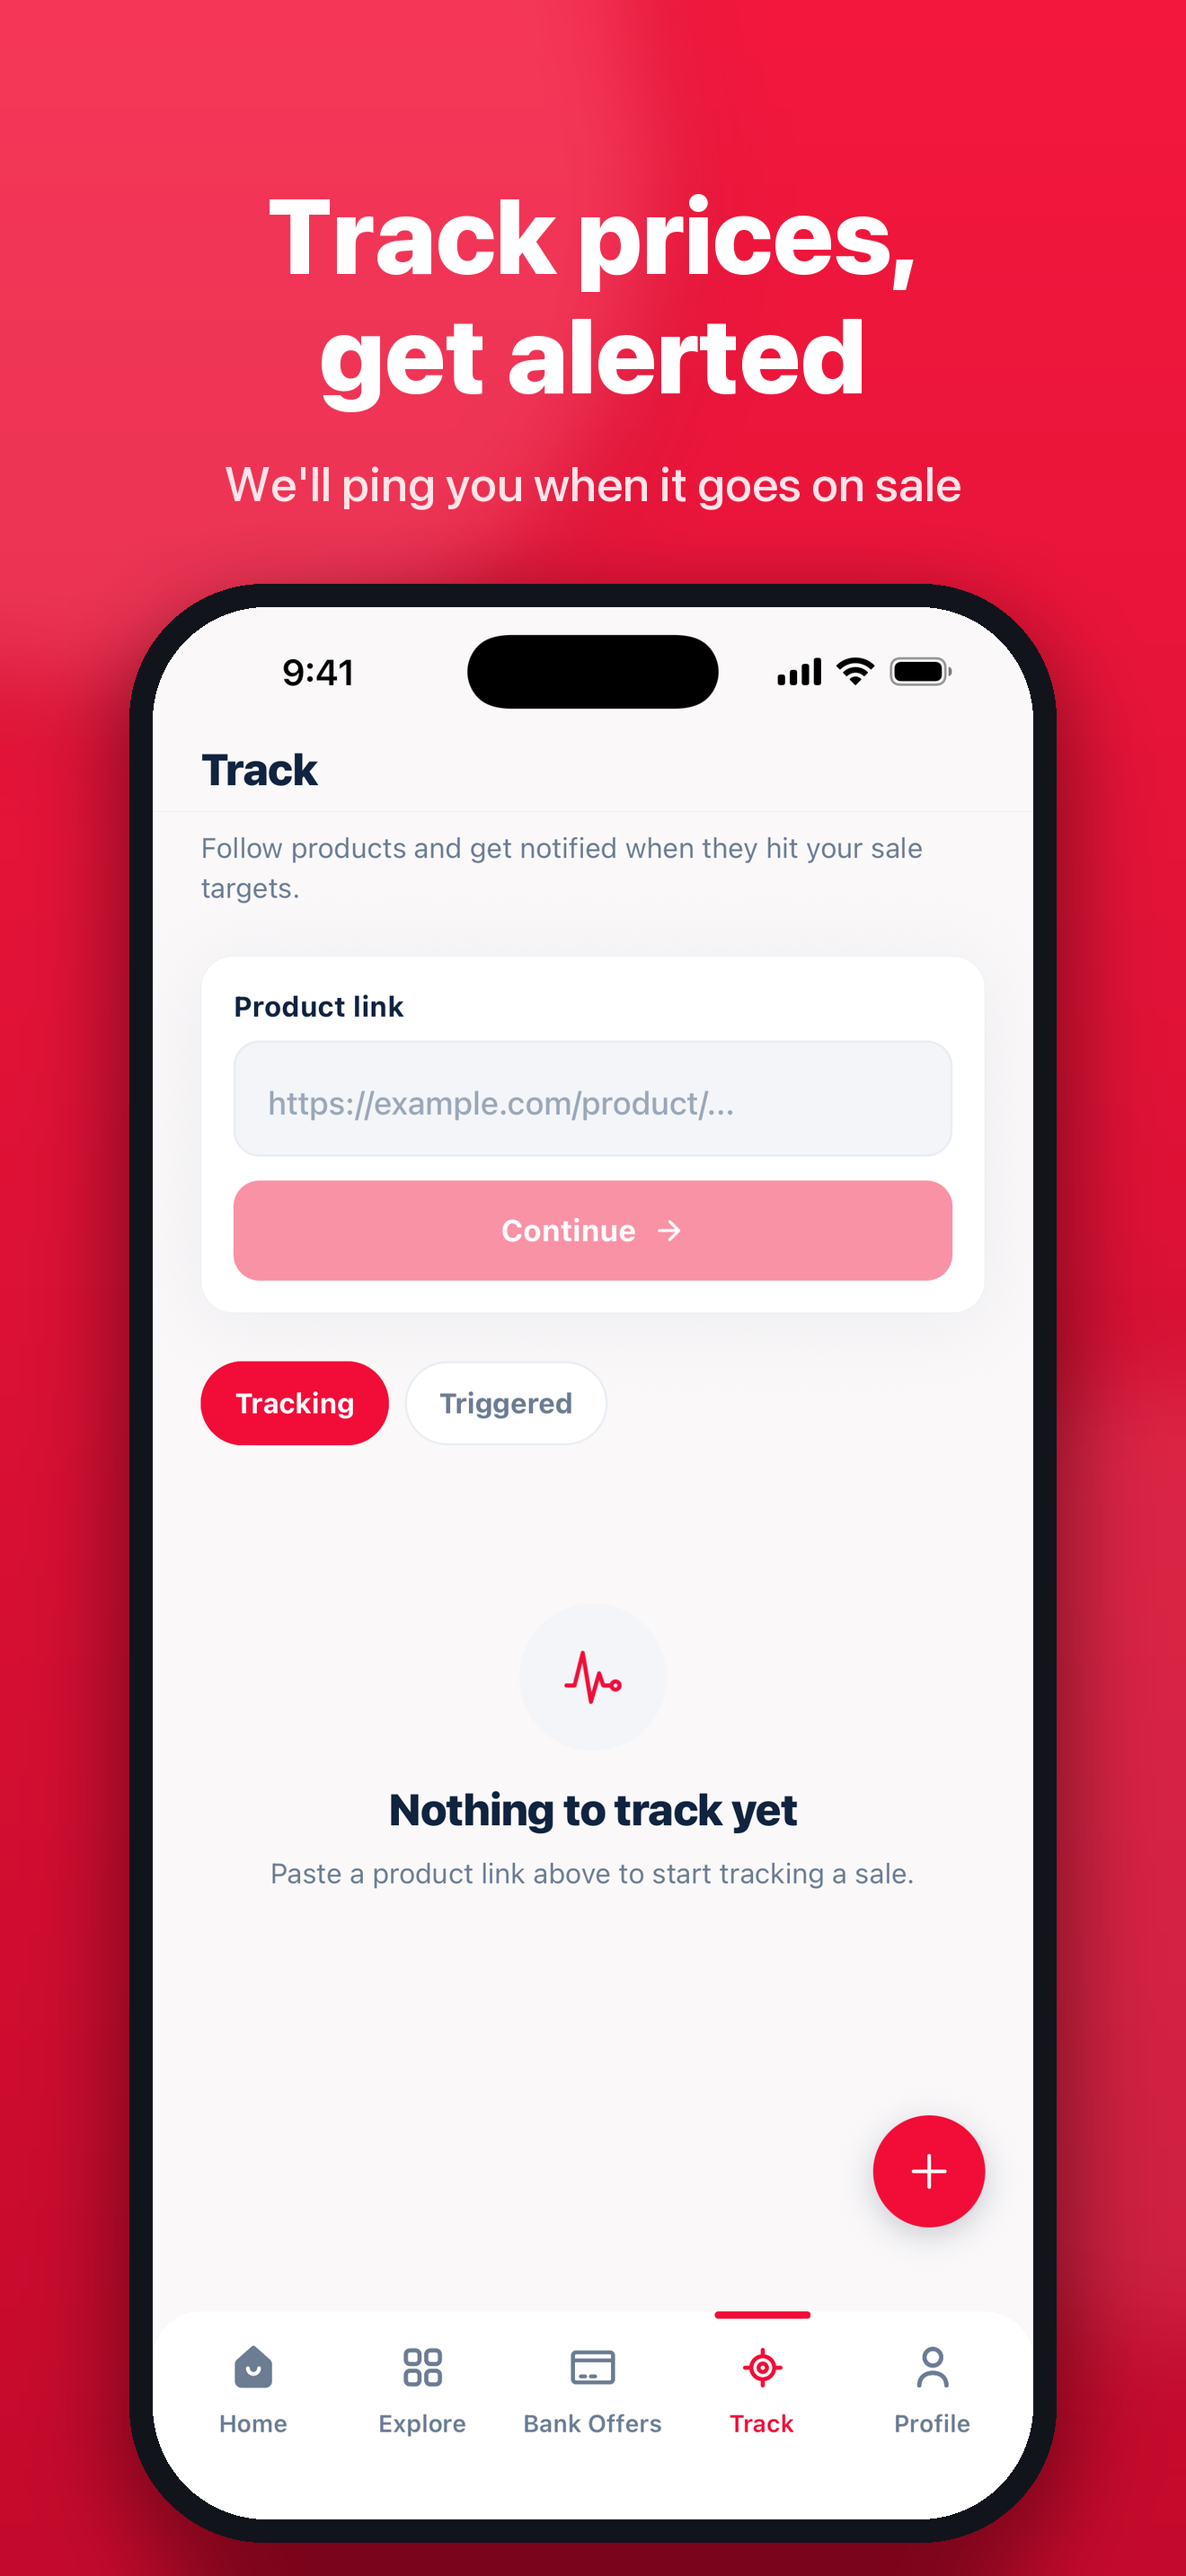 Track prices,
get alerted
We'll ping you when it goes on sale
9:41
Track
Follow products and get notified when they hit your sale
targets.
Product link
https://example.com/product/...
Continue →
Tracking
Triggered
Nothing to track yet
Paste a product link above to start tracking a sale.
Home
Explore
Bank Offers
Track
Profile